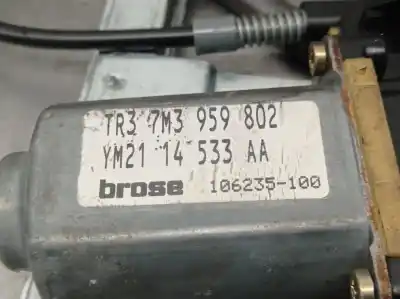 TR3 7M3 959 802
YM21 14 533 AA
brose 106235-100